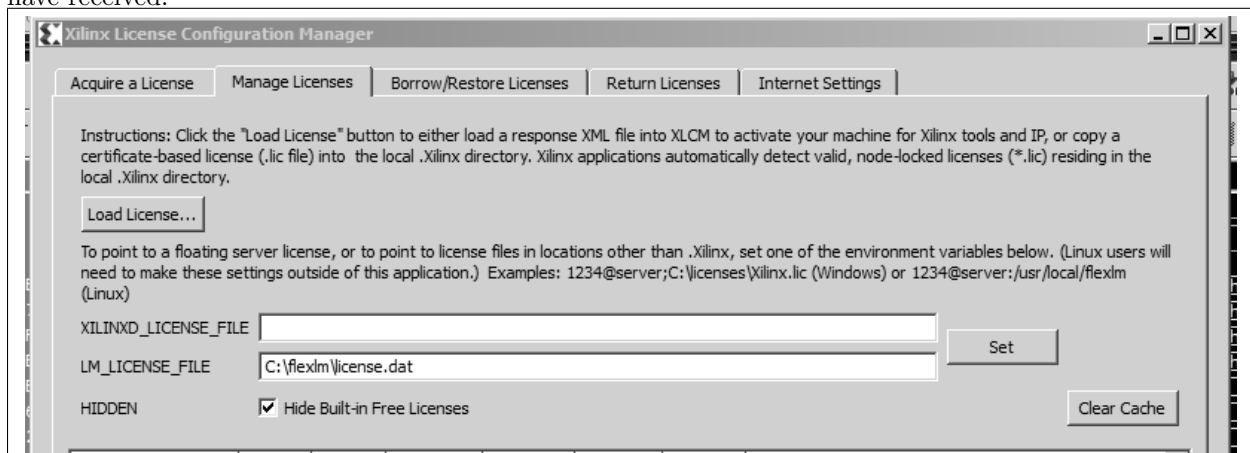 have received.
Xilinx License Configuration Manager
Acquire a License Manage Licenses Borrow/Restore Licenses Return Licenses Internet Settings
Instructions: Click the "Load License" button to either load a response XML file into XLCM to activate your machine for Xilinx tools and IP, or copy a
certificate-based license (.lic file) into the local .Xilinx directory. Xilinx applications automatically detect valid, node-locked licenses (*.lic) residing in the
local .Xilinx directory.
Load License...
To point to a floating server license, or to point to license files in locations other than .Xilinx, set one of the environment variables below. (Linux users will
need to make these settings outside of this application.) Examples: 1234@server;C:\licenses\Xilinx.lic (Windows) or 1234@server:/usr/local/flexlm
(Linux)
XILINXD_LICENSE_FILE
Set
LM_LICENSE_FILE C:\flexlm\license.dat
HIDDEN Hide Built-in Free Licenses Clear Cache